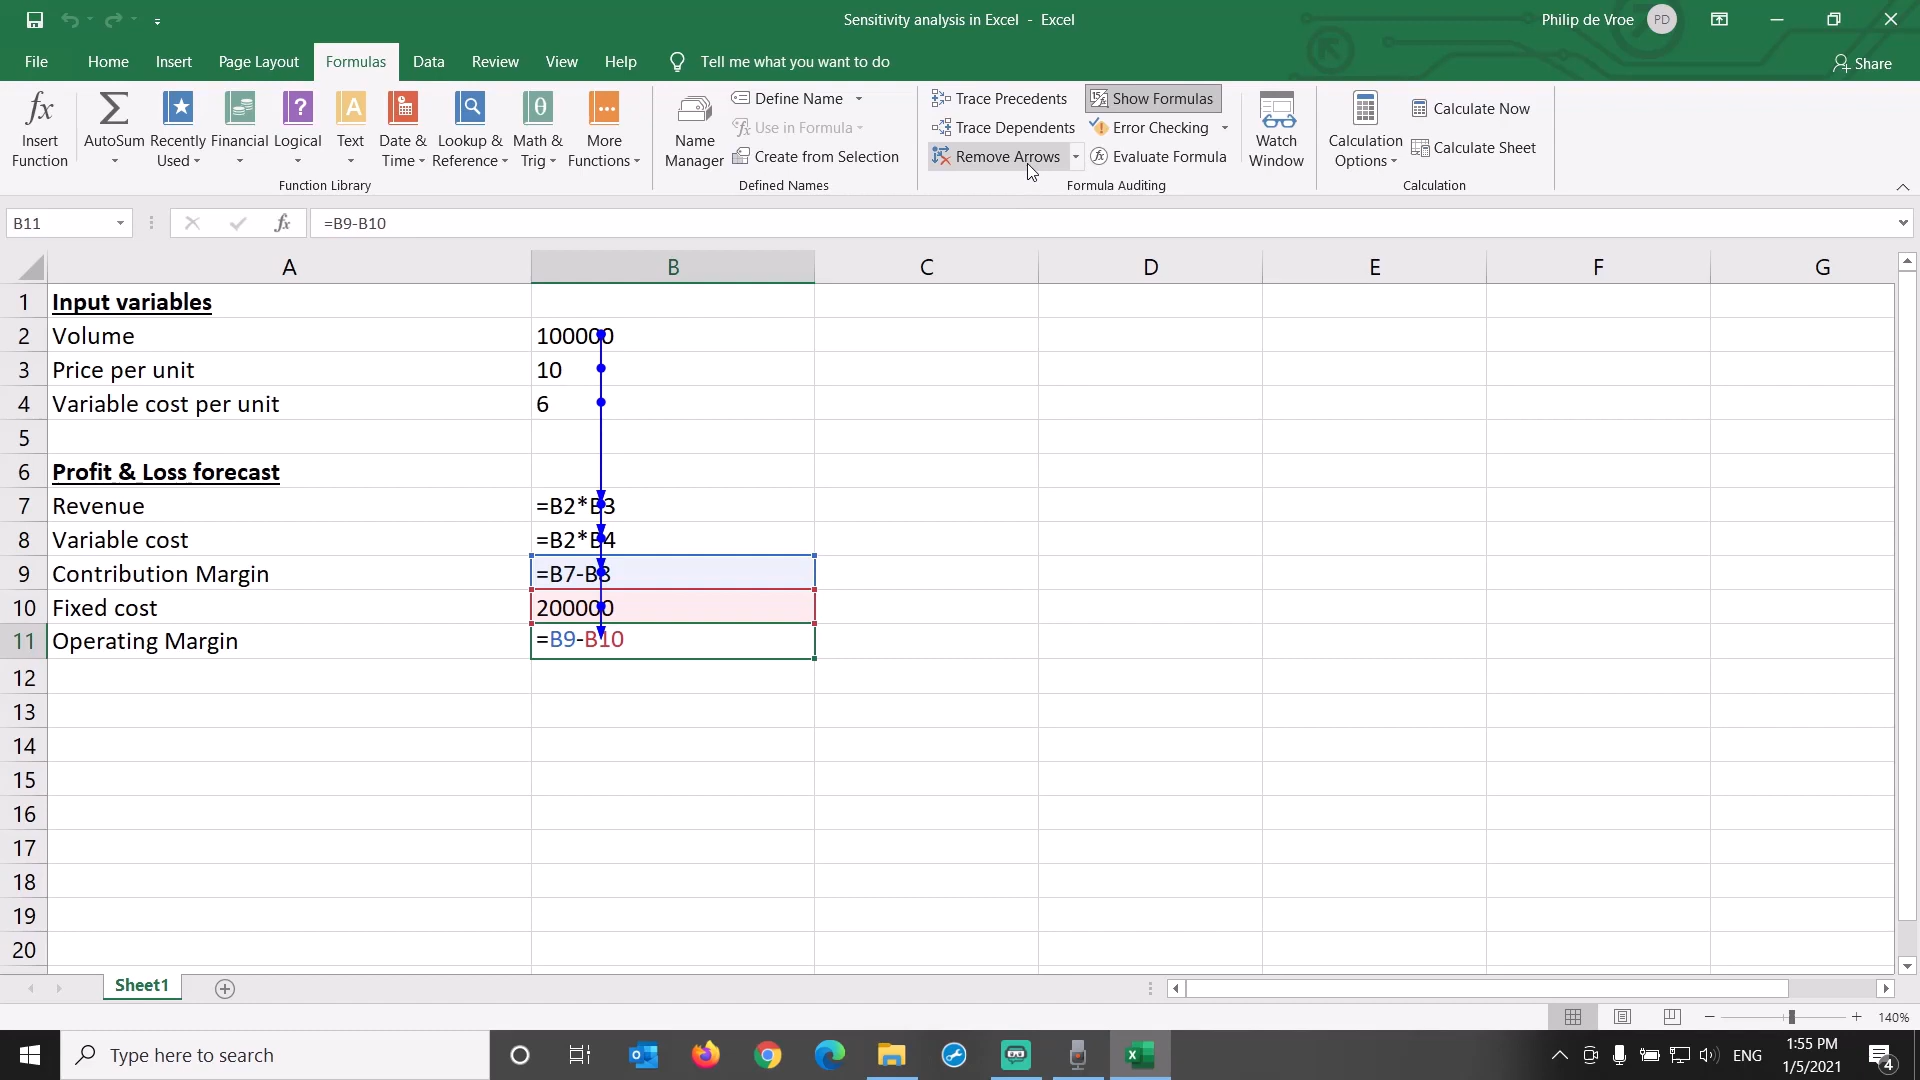 Sensitivity analysis in Excel - Excel
Philip de Vroe
PD
File
Home
Insert
Page Layout
Formulas
Data
Review
View
Help
Tell me what you want to do
Share
Insert Function
AutoSum
Recently Used
Financial
Logical
Text
Date & Time
Lookup & Reference
Math & Trig
More Functions
Function Library
Name Manager
Define Name
Use in Formula
Create from Selection
Defined Names
Trace Precedents
Trace Dependents
Remove Arrows
Show Formulas
Error Checking
Evaluate Formula
Formula Auditing
Watch Window
Calculation Options
Calculate Now
Calculate Sheet
Calculation
B11
fx
=B9-B10
A B C D E F G
1 Input variables
2 Volume 100000
3 Price per unit 10
4 Variable cost per unit 6
5
6 Profit & Loss forecast
7 Revenue =B2*B3
8 Variable cost =B2*B4
9 Contribution Margin =B7-B8
10 Fixed cost 200000
11 Operating Margin =B9-B10
12
13
14
15
16
17
18
19
20
Sheet1
140%
Type here to search
ENG
1:55 PM
1/5/2021
4